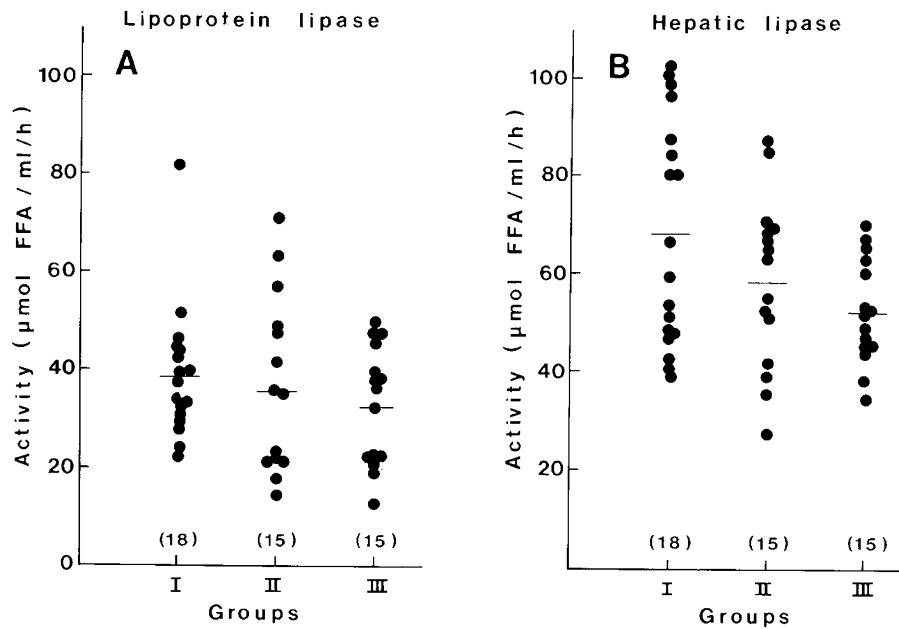 Lipoprotein lipase
A
Activity (μmol FFA/ml/h)
100
80
60
40
20
0
(18) (15) (15)
I II III
Groups
Hepatic lipase
B
Activity (μmol FFA/ml/h)
100
80
60
40
20
(18) (15) (15)
I II III
Groups